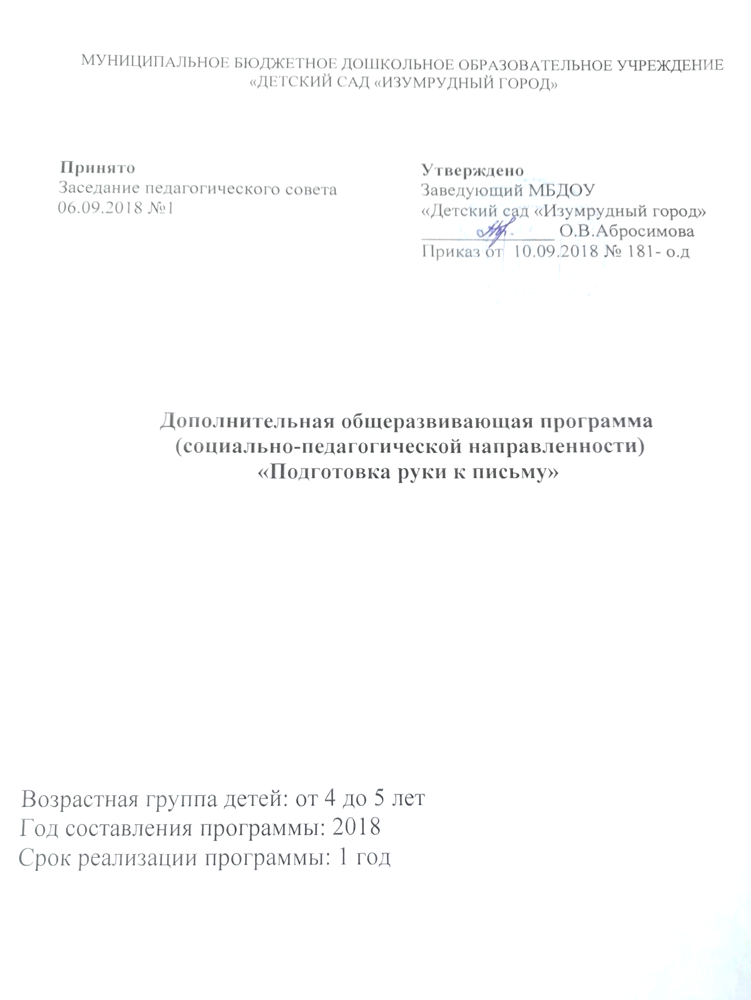 МУНИЦИПАЛЬНОЕ БЮДЖЕТНОЕ ДОШКОЛЬНОЕ ОБРАЗОВАТЕЛЬНОЕ УЧРЕЖДЕНИЕ
«ДЕТСКИЙ САД «ИЗУМРУДНЫЙ ГОРОД»
Принято
Заседание педагогического совета
06.09.2018 №1
Утверждено
Заведующий МБДОУ
«Детский сад «Изумрудный город»
______________ О.В.Абросимова
Приказ от 10.09.2018 № 181- о.д
Дополнительная общеразвивающая программа
(социально-педагогической направленности)
«Подготовка руки к письму»
Возрастная группа детей: от 4 до 5 лет
Год составления программы: 2018
Срок реализации программы: 1 год